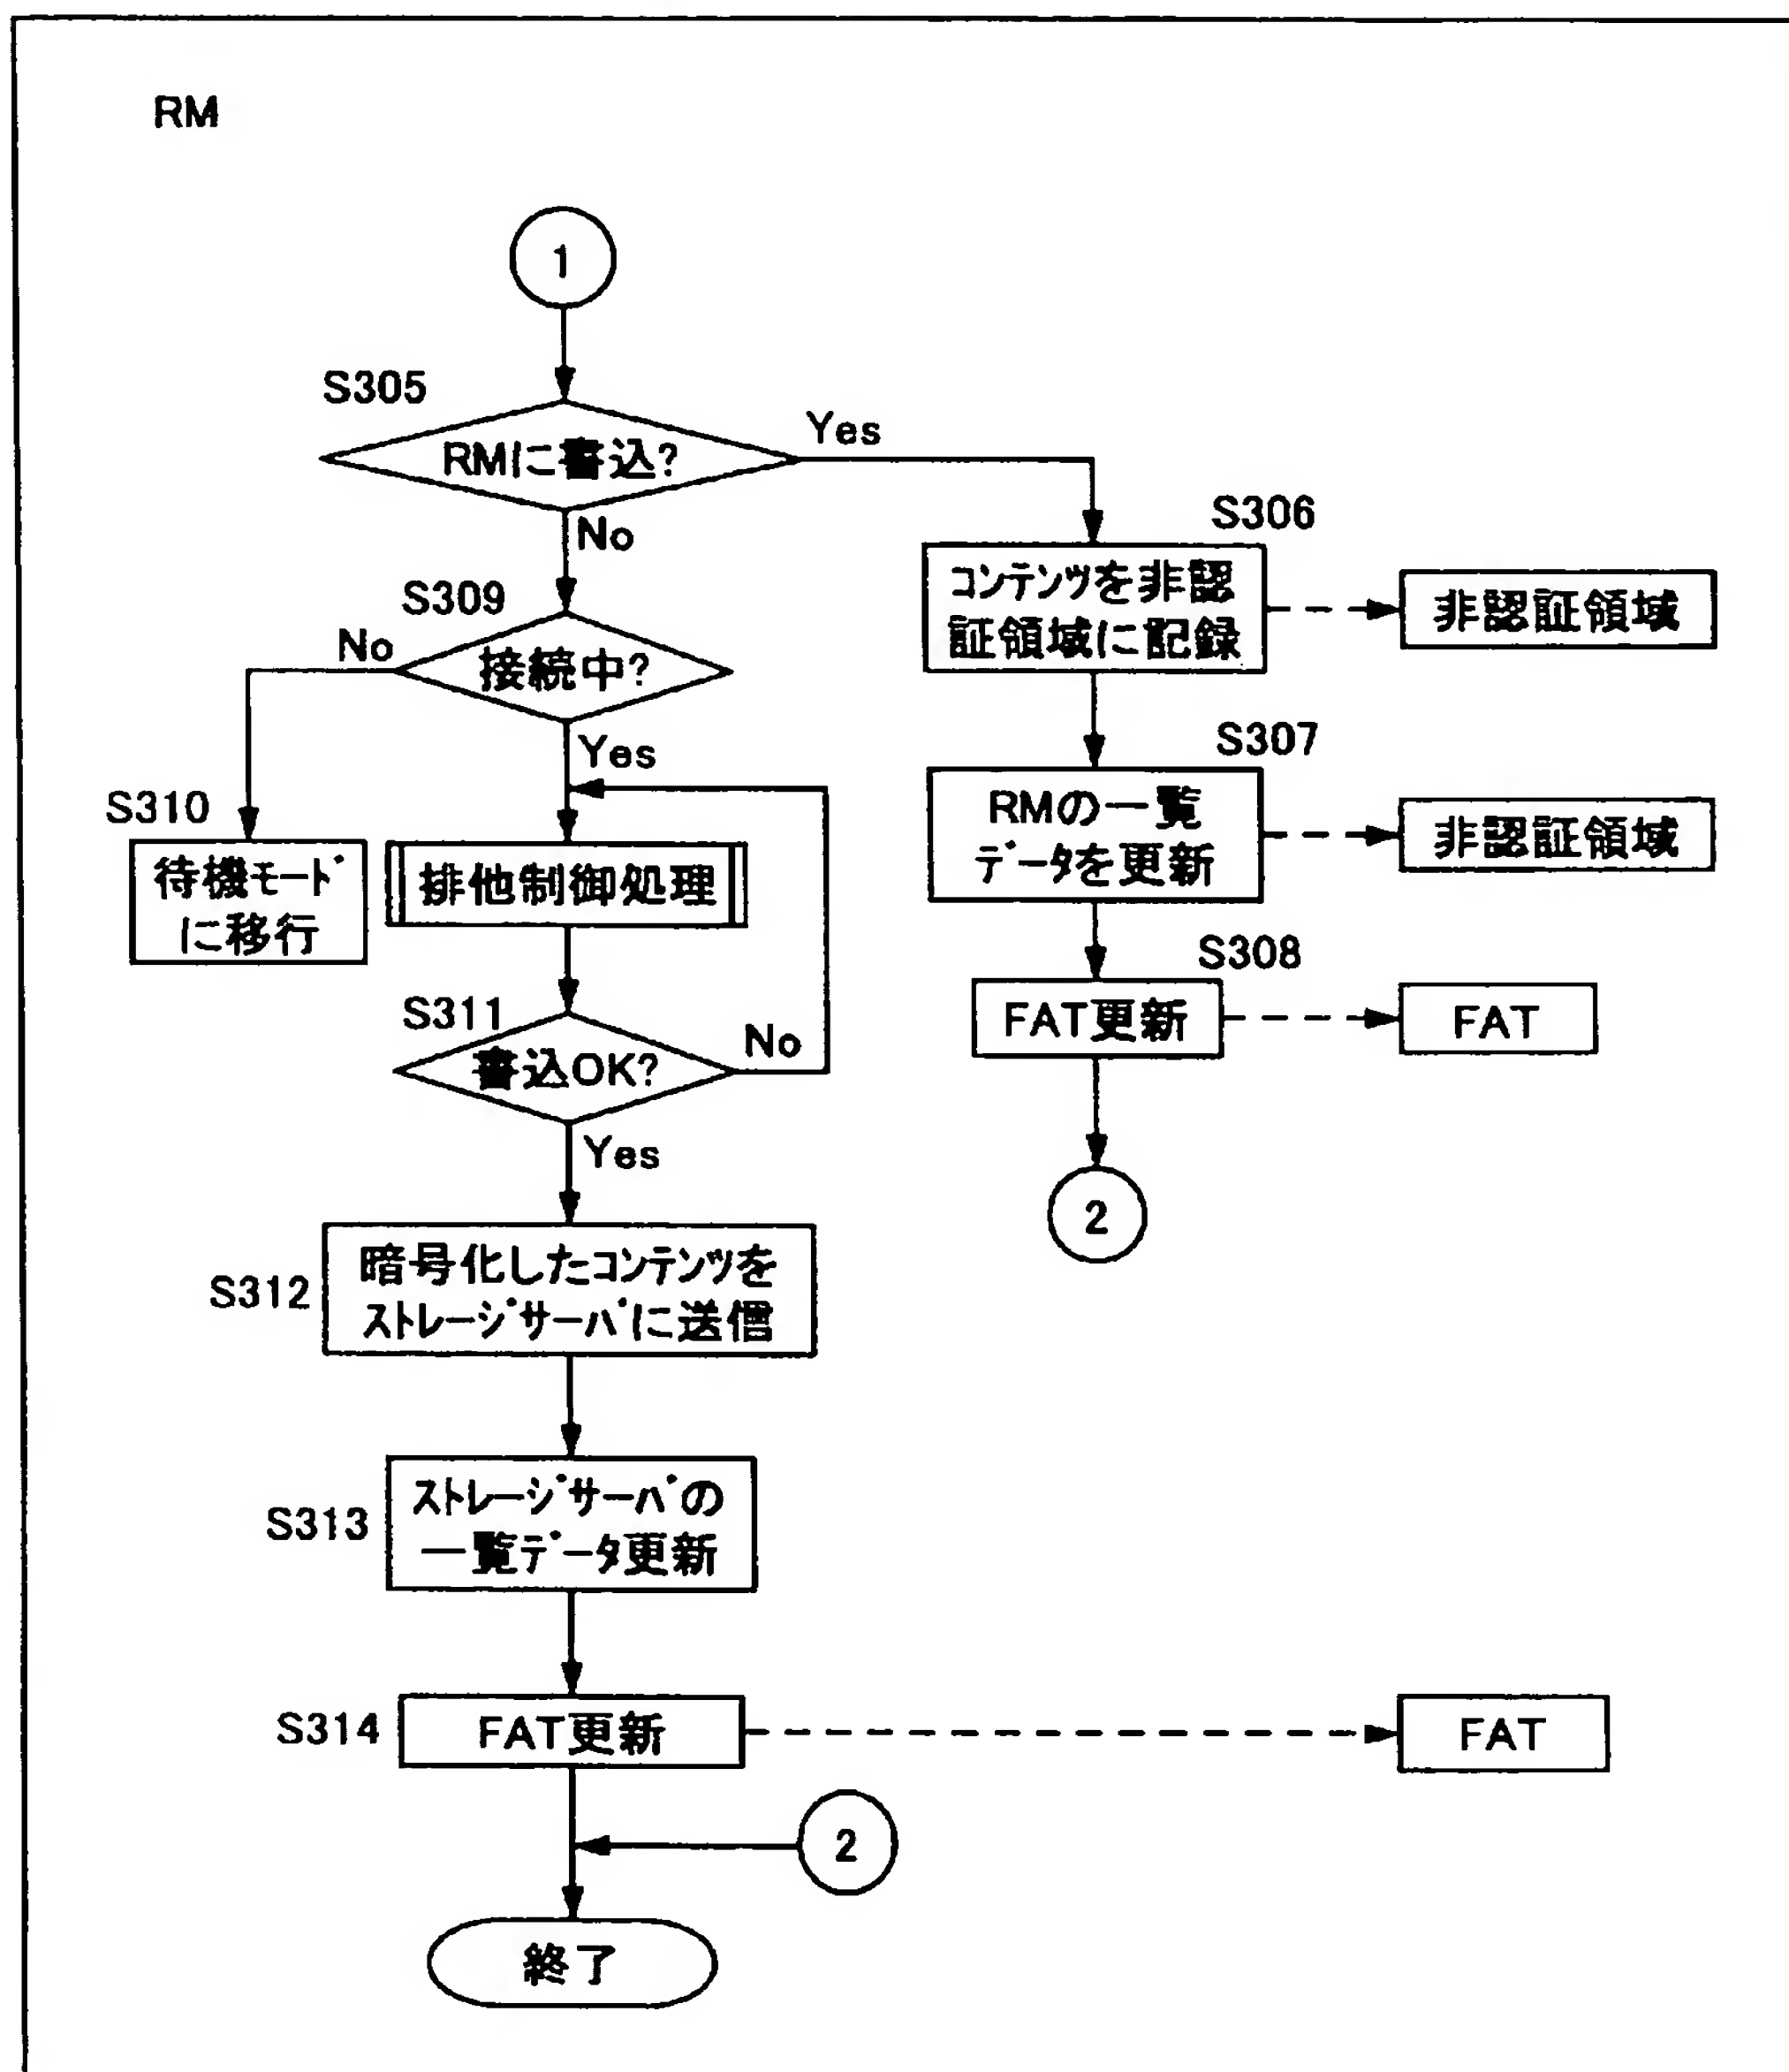 RM
1
S305
RMに書込?
Yes
No
S306
コンテンツを非認
証領域に記録
非認証領域
S309
接続中?
No
Yes
S307
RMの一覧
データを更新
非認証領域
S310
待機モード
に移行
排他制御処理
S308
FAT更新
FAT
S311
書込OK?
No
Yes
2
S312
暗号化したコンテンツを
ストレージサーバに送信
S313
ストレージサーバの
一覧データ更新
S314
FAT更新
FAT
2
終了